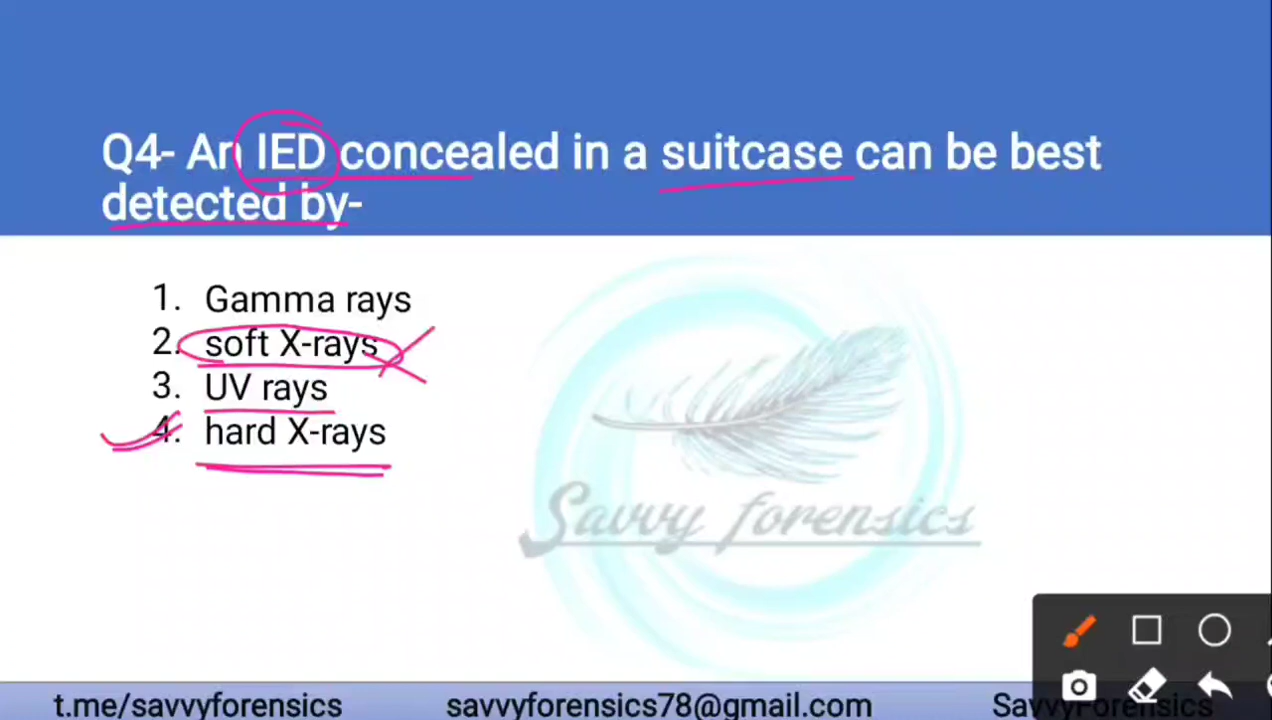 Q4- An IED concealed in a suitcase can be best
detected by-
1. Gamma rays
2. soft X-rays
3. UV rays
4. hard X-rays
Savvy forensics
t.me/savvyforensics savvyforensics78@gmail.com SavvyForensics